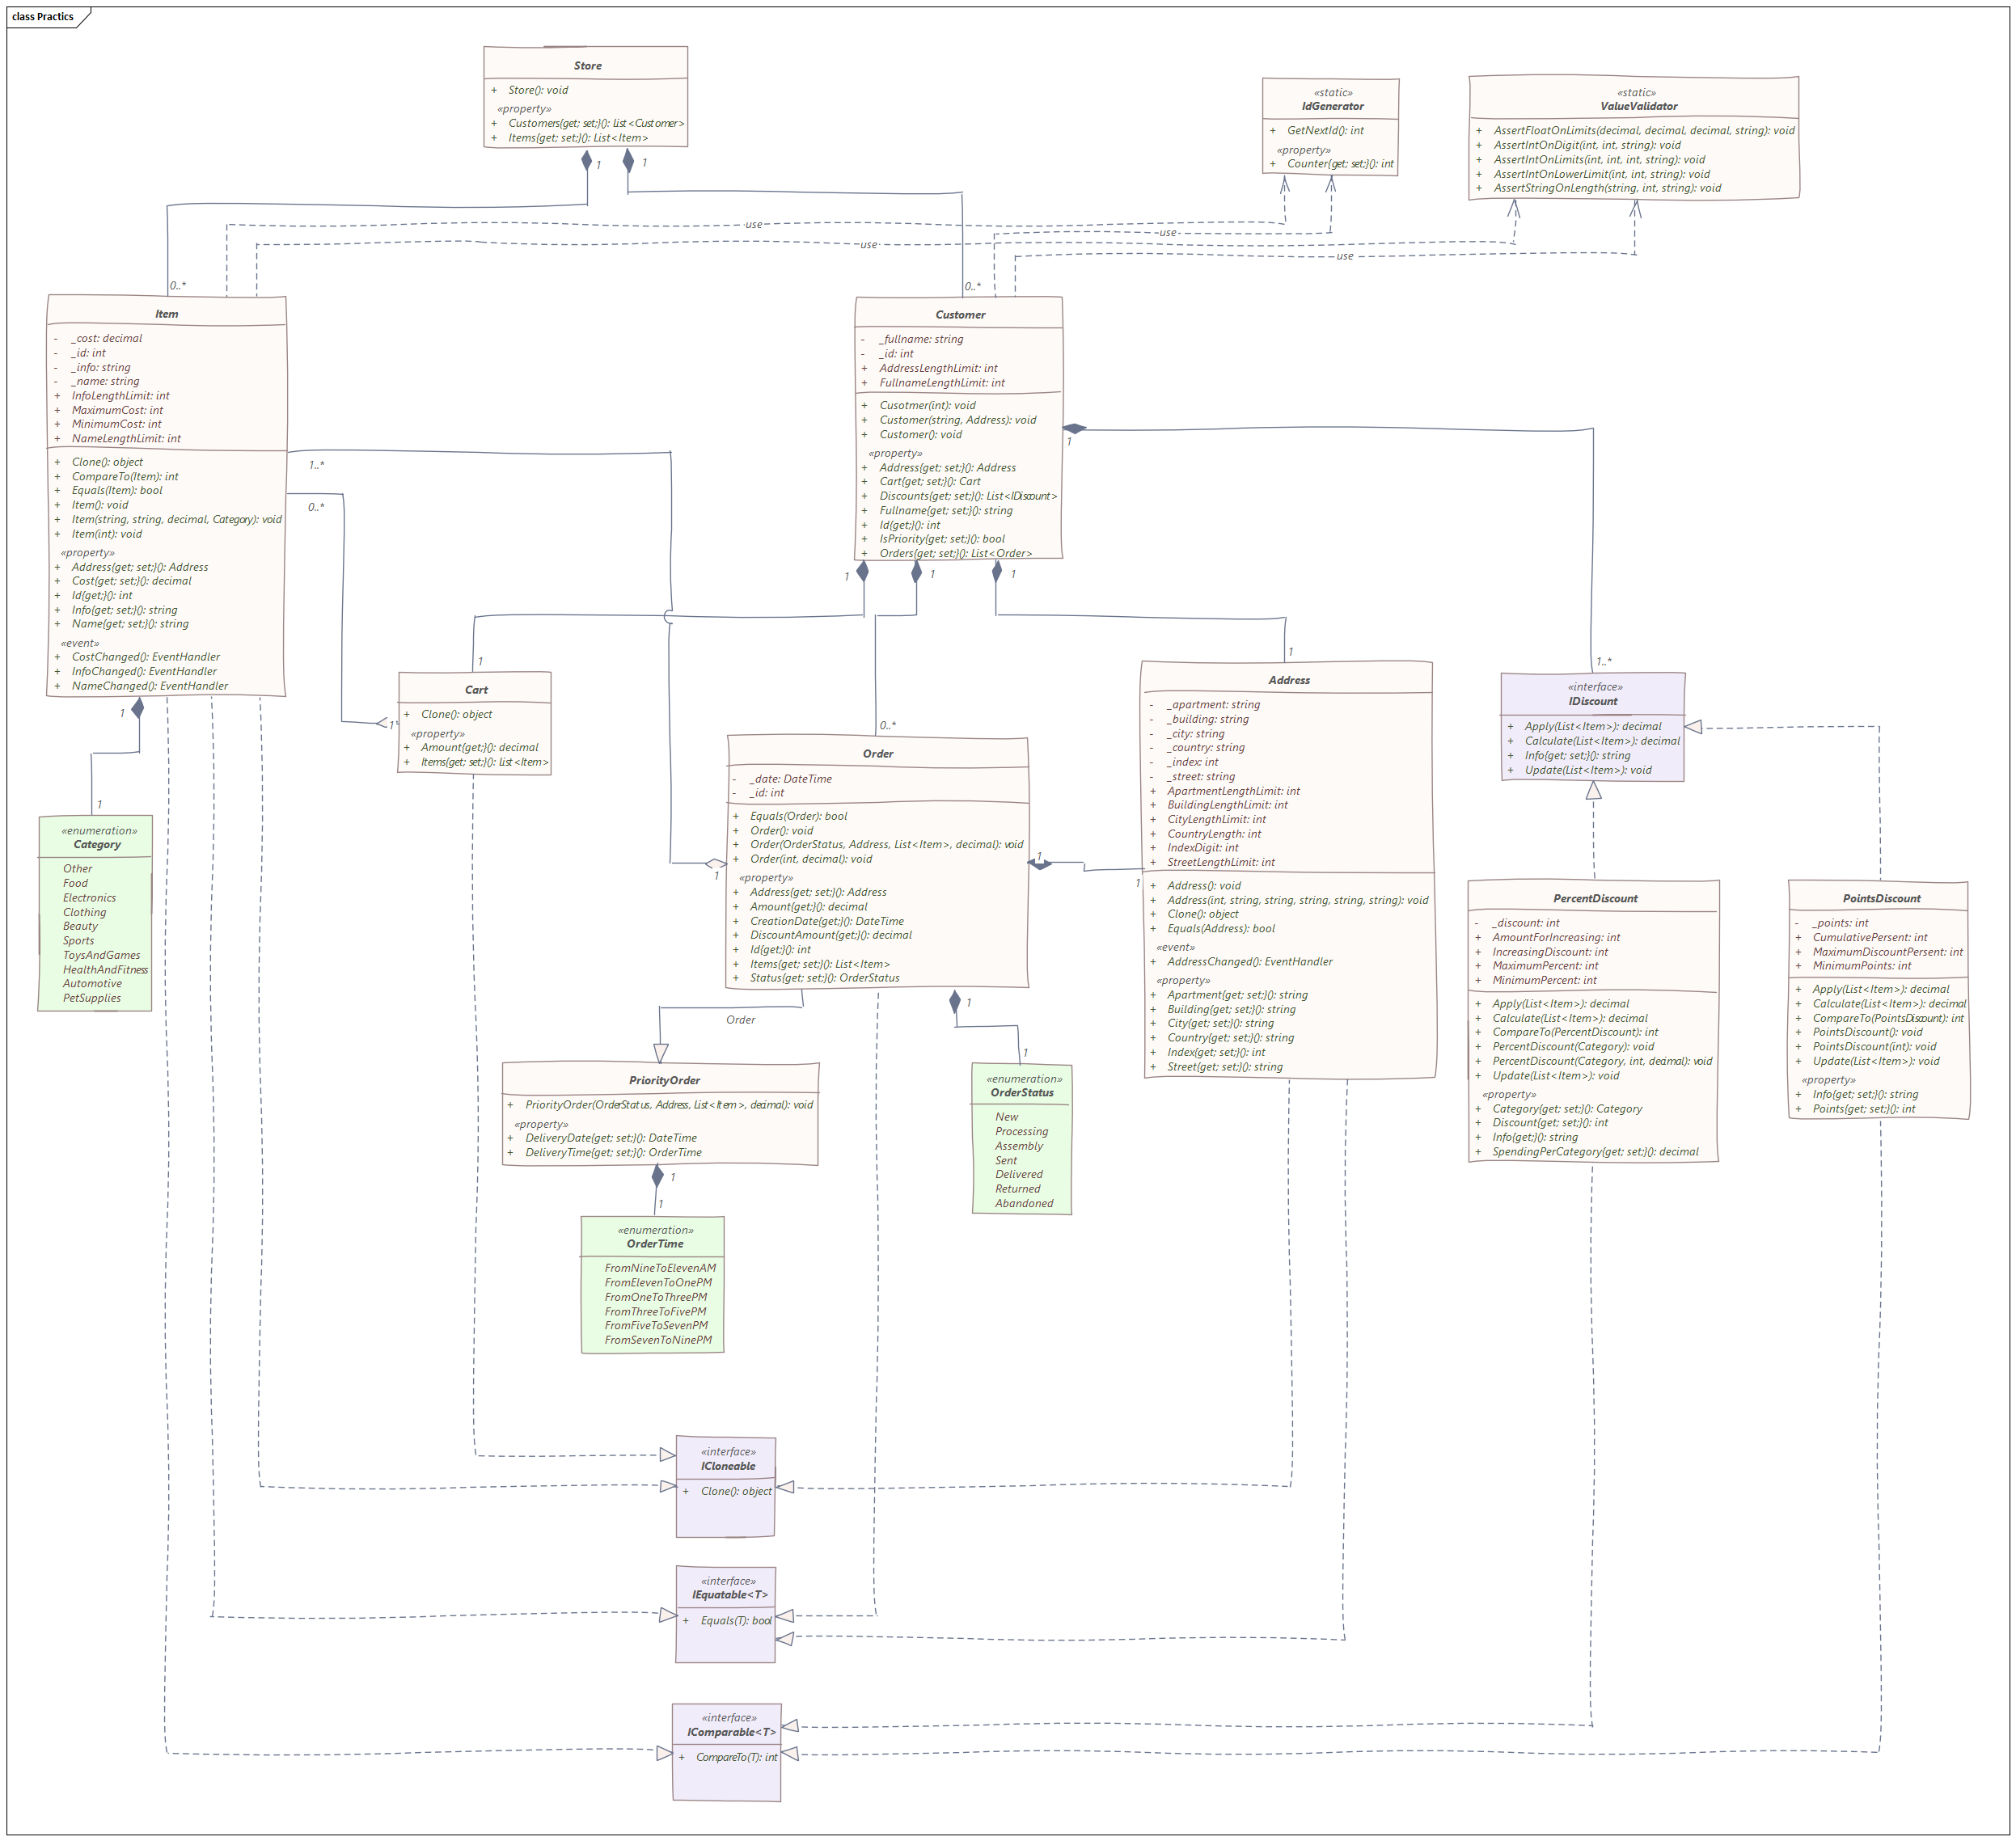 class Practics
Store
+ Store(): void
«property»
+ Customers{get; set;}(): List<Customer>
+ Items{get; set;}(): List<Item>
1
1
«static»
IdGenerator
+ GetNextId(): int
«property»
+ Counter{get; set;}(): int
«static»
ValueValidator
+ AssertFloatOnLimits(decimal, decimal, decimal, string): void
+ AssertIntOnDigit(int, int, string): void
+ AssertIntOnLimits(int, int, int, string): void
+ AssertIntOnLowerLimit(int, int, string): void
+ AssertStringOnLength(string, int, string): void
use
use
use
use
0..*
0..*
Item
- _cost: decimal
- _id: int
- _info: string
- _name: string
+ InfoLengthLimit: int
+ MaximumCost: int
+ MinimumCost: int
+ NameLengthLimit: int
+ Clone(): object
+ CompareTo(Item): int
+ Equals(Item): bool
+ Item(): void
+ Item(string, string, decimal, Category): void
+ Item(int): void
«property»
+ Address{get; set;}(): Address
+ Cost{get; set;}(): decimal
+ Id{get;}(): int
+ Info{get; set;}(): string
+ Name{get; set;}(): string
«event»
+ CostChanged(): EventHandler
+ InfoChanged(): EventHandler
+ NameChanged(): EventHandler
1..*
0..*
1
Customer
- _fullname: string
- _id: int
+ AddressLengthLimit: int
+ FullnameLengthLimit: int
+ Cusotmer(int): void
+ Customer(string, Address): void
+ Customer(): void
«property»
+ Address{get; set;}(): Address
+ Cart{get; set;}(): Cart
+ Discounts{get; set;}(): List<IDiscount>
+ Fullname{get; set;}(): string
+ Id{get;}(): int
+ IsPriority{get; set;}(): bool
+ Orders{get; set;}(): List<Order>
1
1
1
1
1
Cart
+ Clone(): object
«property»
+ Amount{get;}(): decimal
+ Items{get; set;}(): List<Item>
1
1
«enumeration»
Category
Other
Food
Electronics
Clothing
Beauty
Sports
ToysAndGames
HealthAndFitness
Automotive
PetSupplies
0..*
Order
- _date: DateTime
- _id: int
+ Equals(Order): bool
+ Order(): void
+ Order(OrderStatus, Address, List<Item>, decimal): void
+ Order(int, decimal): void
«property»
+ Address{get; set;}(): Address
+ Amount{get;}(): decimal
+ CreationDate{get;}(): DateTime
+ DiscountAmount{get;}(): decimal
+ Id{get;}(): int
+ Items{get; set;}(): List<Item>
+ Status{get; set;}(): OrderStatus
1
1
1
1
1
Address
- _apartment: string
- _building: string
- _city: string
- _country: string
- _index: int
- _street: string
+ ApartmentLengthLimit: int
+ BuildingLengthLimit: int
+ CityLengthLimit: int
+ CountryLength: int
+ IndexDigit: int
+ StreetLengthLimit: int
+ Address(): void
+ Address(int, string, string, string, string, string): void
+ Clone(): object
+ Equals(Address): bool
«event»
+ AddressChanged(): EventHandler
«property»
+ Apartment{get; set;}(): string
+ Building{get; set;}(): string
+ City{get; set;}(): string
+ Country{get; set;}(): string
+ Index{get; set;}(): int
+ Street{get; set;}(): string
1..*
«interface»
IDiscount
+ Apply(List<Item>): decimal
+ Calculate(List<Item>): decimal
+ Info{get; set;}(): string
+ Update(List<Item>): void
PercentDiscount
- _discount: int
+ AmountForIncreasing: int
+ IncreasingDiscount: int
+ MaximumPercent: int
+ MinimumPercent: int
+ Apply(List<Item>): decimal
+ Calculate(List<Item>): decimal
+ CompareTo(PercentDiscount): int
+ PercentDiscount(Category): void
+ PercentDiscount(Category, int, decimal): void
+ Update(List<Item>): void
«property»
+ Category{get; set;}(): Category
+ Discount{get; set;}(): int
+ Info{get;}(): string
+ SpendingPerCategory{get; set;}(): decimal
PointsDiscount
- _points: int
+ CumulativePersent: int
+ MaximumDiscountPersent: int
+ MinimumPoints: int
+ Apply(List<Item>): decimal
+ Calculate(List<Item>): decimal
+ CompareTo(PointsDiscount): int
+ PointsDiscount(): void
+ PointsDiscount(int): void
+ Update(List<Item>): void
«property»
+ Info{get; set;}(): string
+ Points{get; set;}(): int
Order
PriorityOrder
+ PriorityOrder(OrderStatus, Address, List<Item>, decimal): void
«property»
+ DeliveryDate{get; set;}(): DateTime
+ DeliveryTime{get; set;}(): OrderTime
1
1
«enumeration»
OrderTime
FromNineToElevenAM
FromElevenToOnePM
FromOneToThreePM
FromThreeToFivePM
FromFiveToSevenPM
FromSevenToNinePM
1
«enumeration»
OrderStatus
New
Processing
Assembly
Sent
Delivered
Returned
Abandoned
«interface»
ICloneable
+ Clone(): object
«interface»
IEquatable<T>
+ Equals(T): bool
«interface»
IComparable<T>
+ CompareTo(T): int